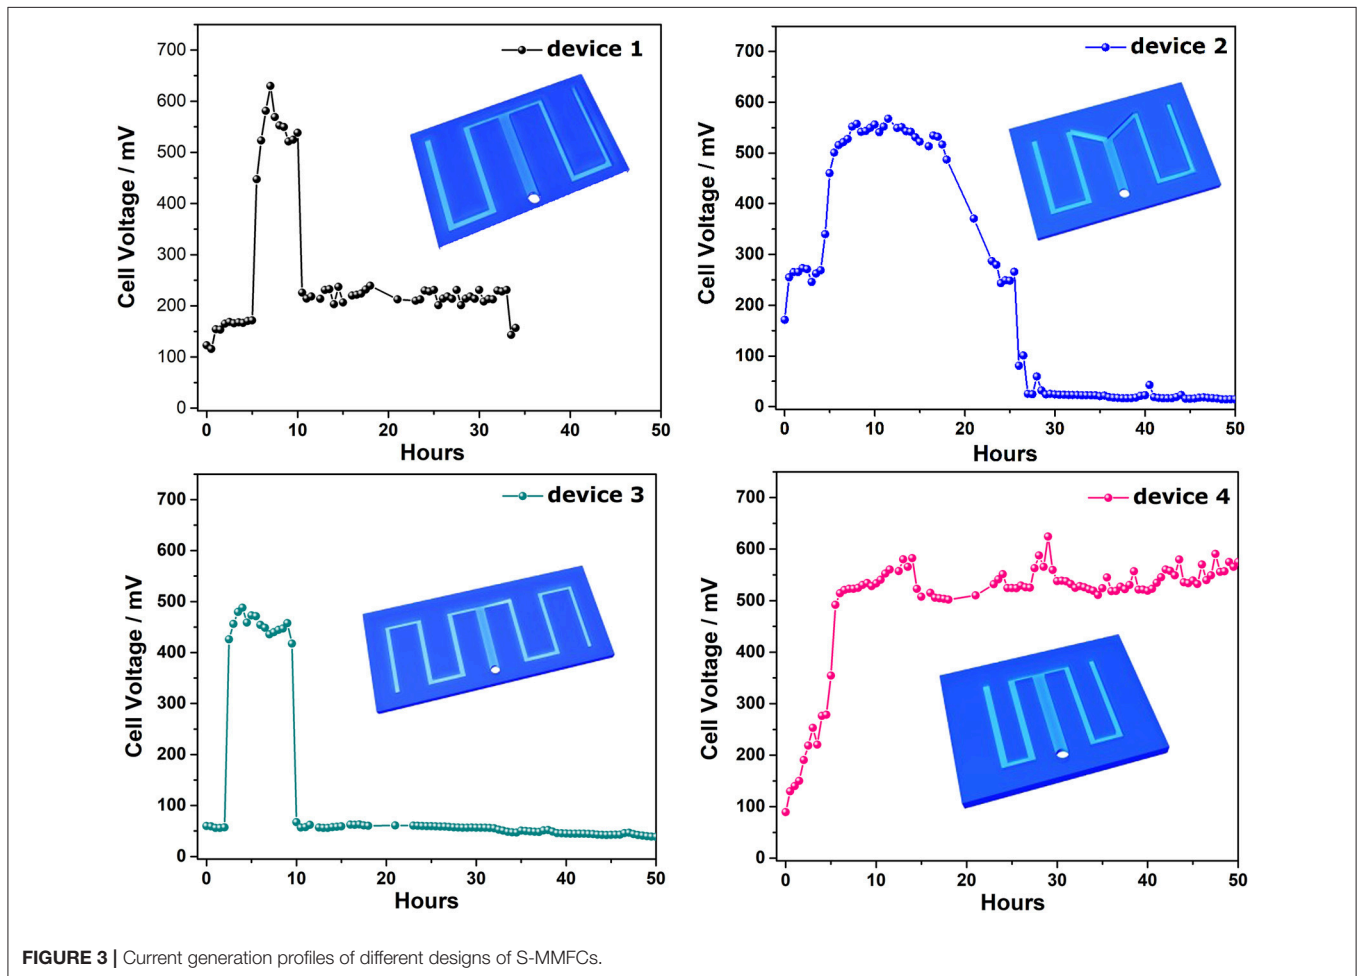 device 1
700
600
500
400
300
200
100
0
Cell Voltage / mV
0 10 20 30 40 50
Hours
device 2
700
600
500
400
300
200
100
0
Cell Voltage / mV
0 10 20 30 40 50
Hours
device 3
700
600
500
400
300
200
100
0
Cell Voltage / mV
0 10 20 30 40 50
Hours
device 4
700
600
500
400
300
200
100
0
Cell Voltage / mV
0 10 20 30 40 50
Hours
FIGURE 3 | Current generation profiles of different designs of S-MMFCs.